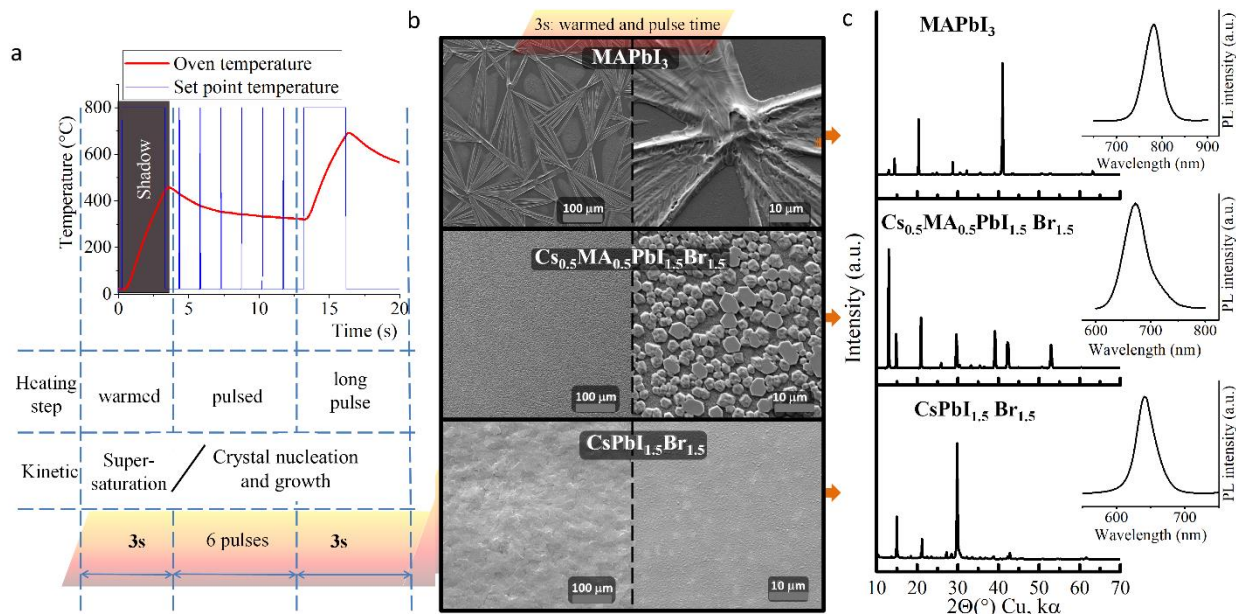 a
Oven temperature
Set point temperature
800
600
400
200
0
Temperature (°C)
Shadow
0 5 10 15 20
Time (s)
Heating
step
warmed
pulsed
long
pulse
Kinetic
Super-
saturation
Crystal nucleation
and growth
3s
6 pulses
3s
b
3s: warmed and pulse time
MAPbI3
100 µm
10 µm
Cs0.5MA0.5PbI1.5Br1.5
100 µm
10 µm
CsPbI1.5Br1.5
100 µm
10 µm
c
MAPbI3
PL intensity (a.u.)
700 800 900
Wavelength (nm)
Cs0.5MA0.5PbI1.5 Br1.5
PL intensity (a.u.)
600 700 800
Wavelength (nm)
CsPbI1.5 Br1.5
PL intensity (a.u.)
600 700
Wavelength (nm)
Intensity (a.u.)
10 20 30 40 50 60 70
2Θ(°) Cu, kα